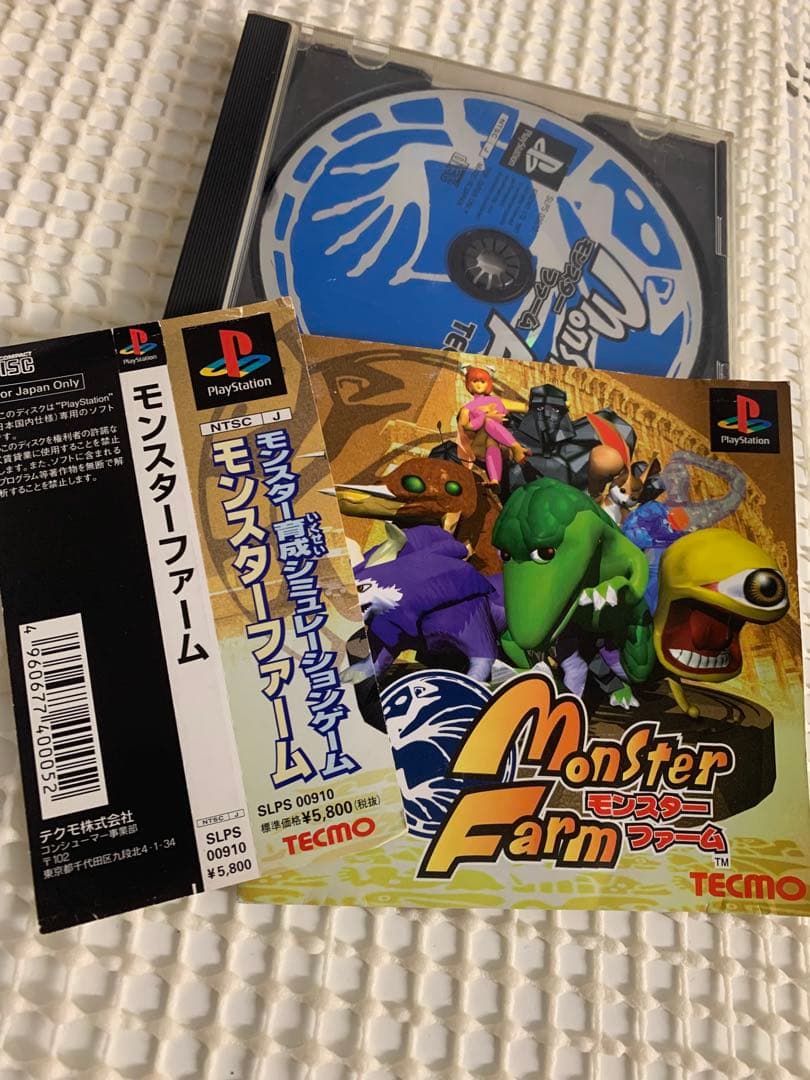 NTSC J
PlayStation
SLPS 00910
Monster
モンスター
ファーム
COMPACT
DISC
For Japan Only
このディスクは"PlayStation"
日本国内仕様)専用のソフト
です。
このディスクを権利者の許諾な
く賃貸業に使用することを禁止
します。また、ソフトに含まれる
プログラム等著作物を無断で解
析することを禁止します。
4960677400052
テクモ株式会社
コンシューマー事業部
〒102
東京都千代田区九段北4-1-34
PlayStation
モンスターファーム
NTSC J
SLPS
00910
¥5,800
PlayStation
NTSC J
いくせい
モンスター育成シミュレーションゲーム
モンスターファーム
SLPS 00910
標準価格¥5,800(税抜)
TECMO
PlayStation
Monster
モンスター
Farm
ファーム
TM
TECMO